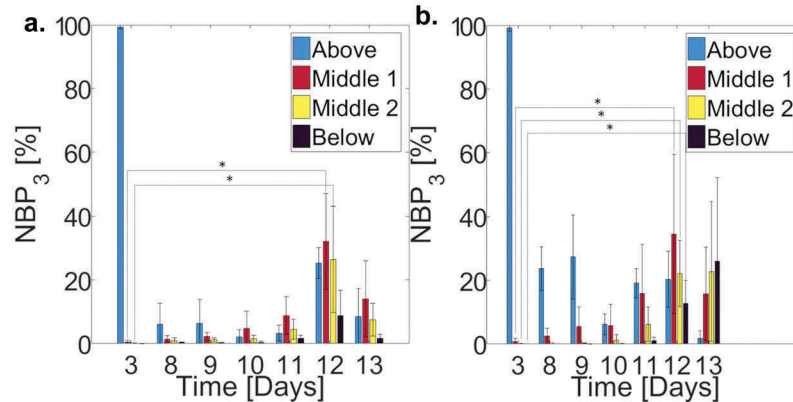 a.
100
80
60
40
20
0
NBP3 [%]
Above
Middle 1
Middle 2
Below
*
*
3 8 9 10 11 12 13
Time [Days]
b.
100
80
60
40
20
0
NBP3 [%]
Above
Middle 1
Middle 2
Below
*
*
*
3 8 9 10 11 12 13
Time [Days]